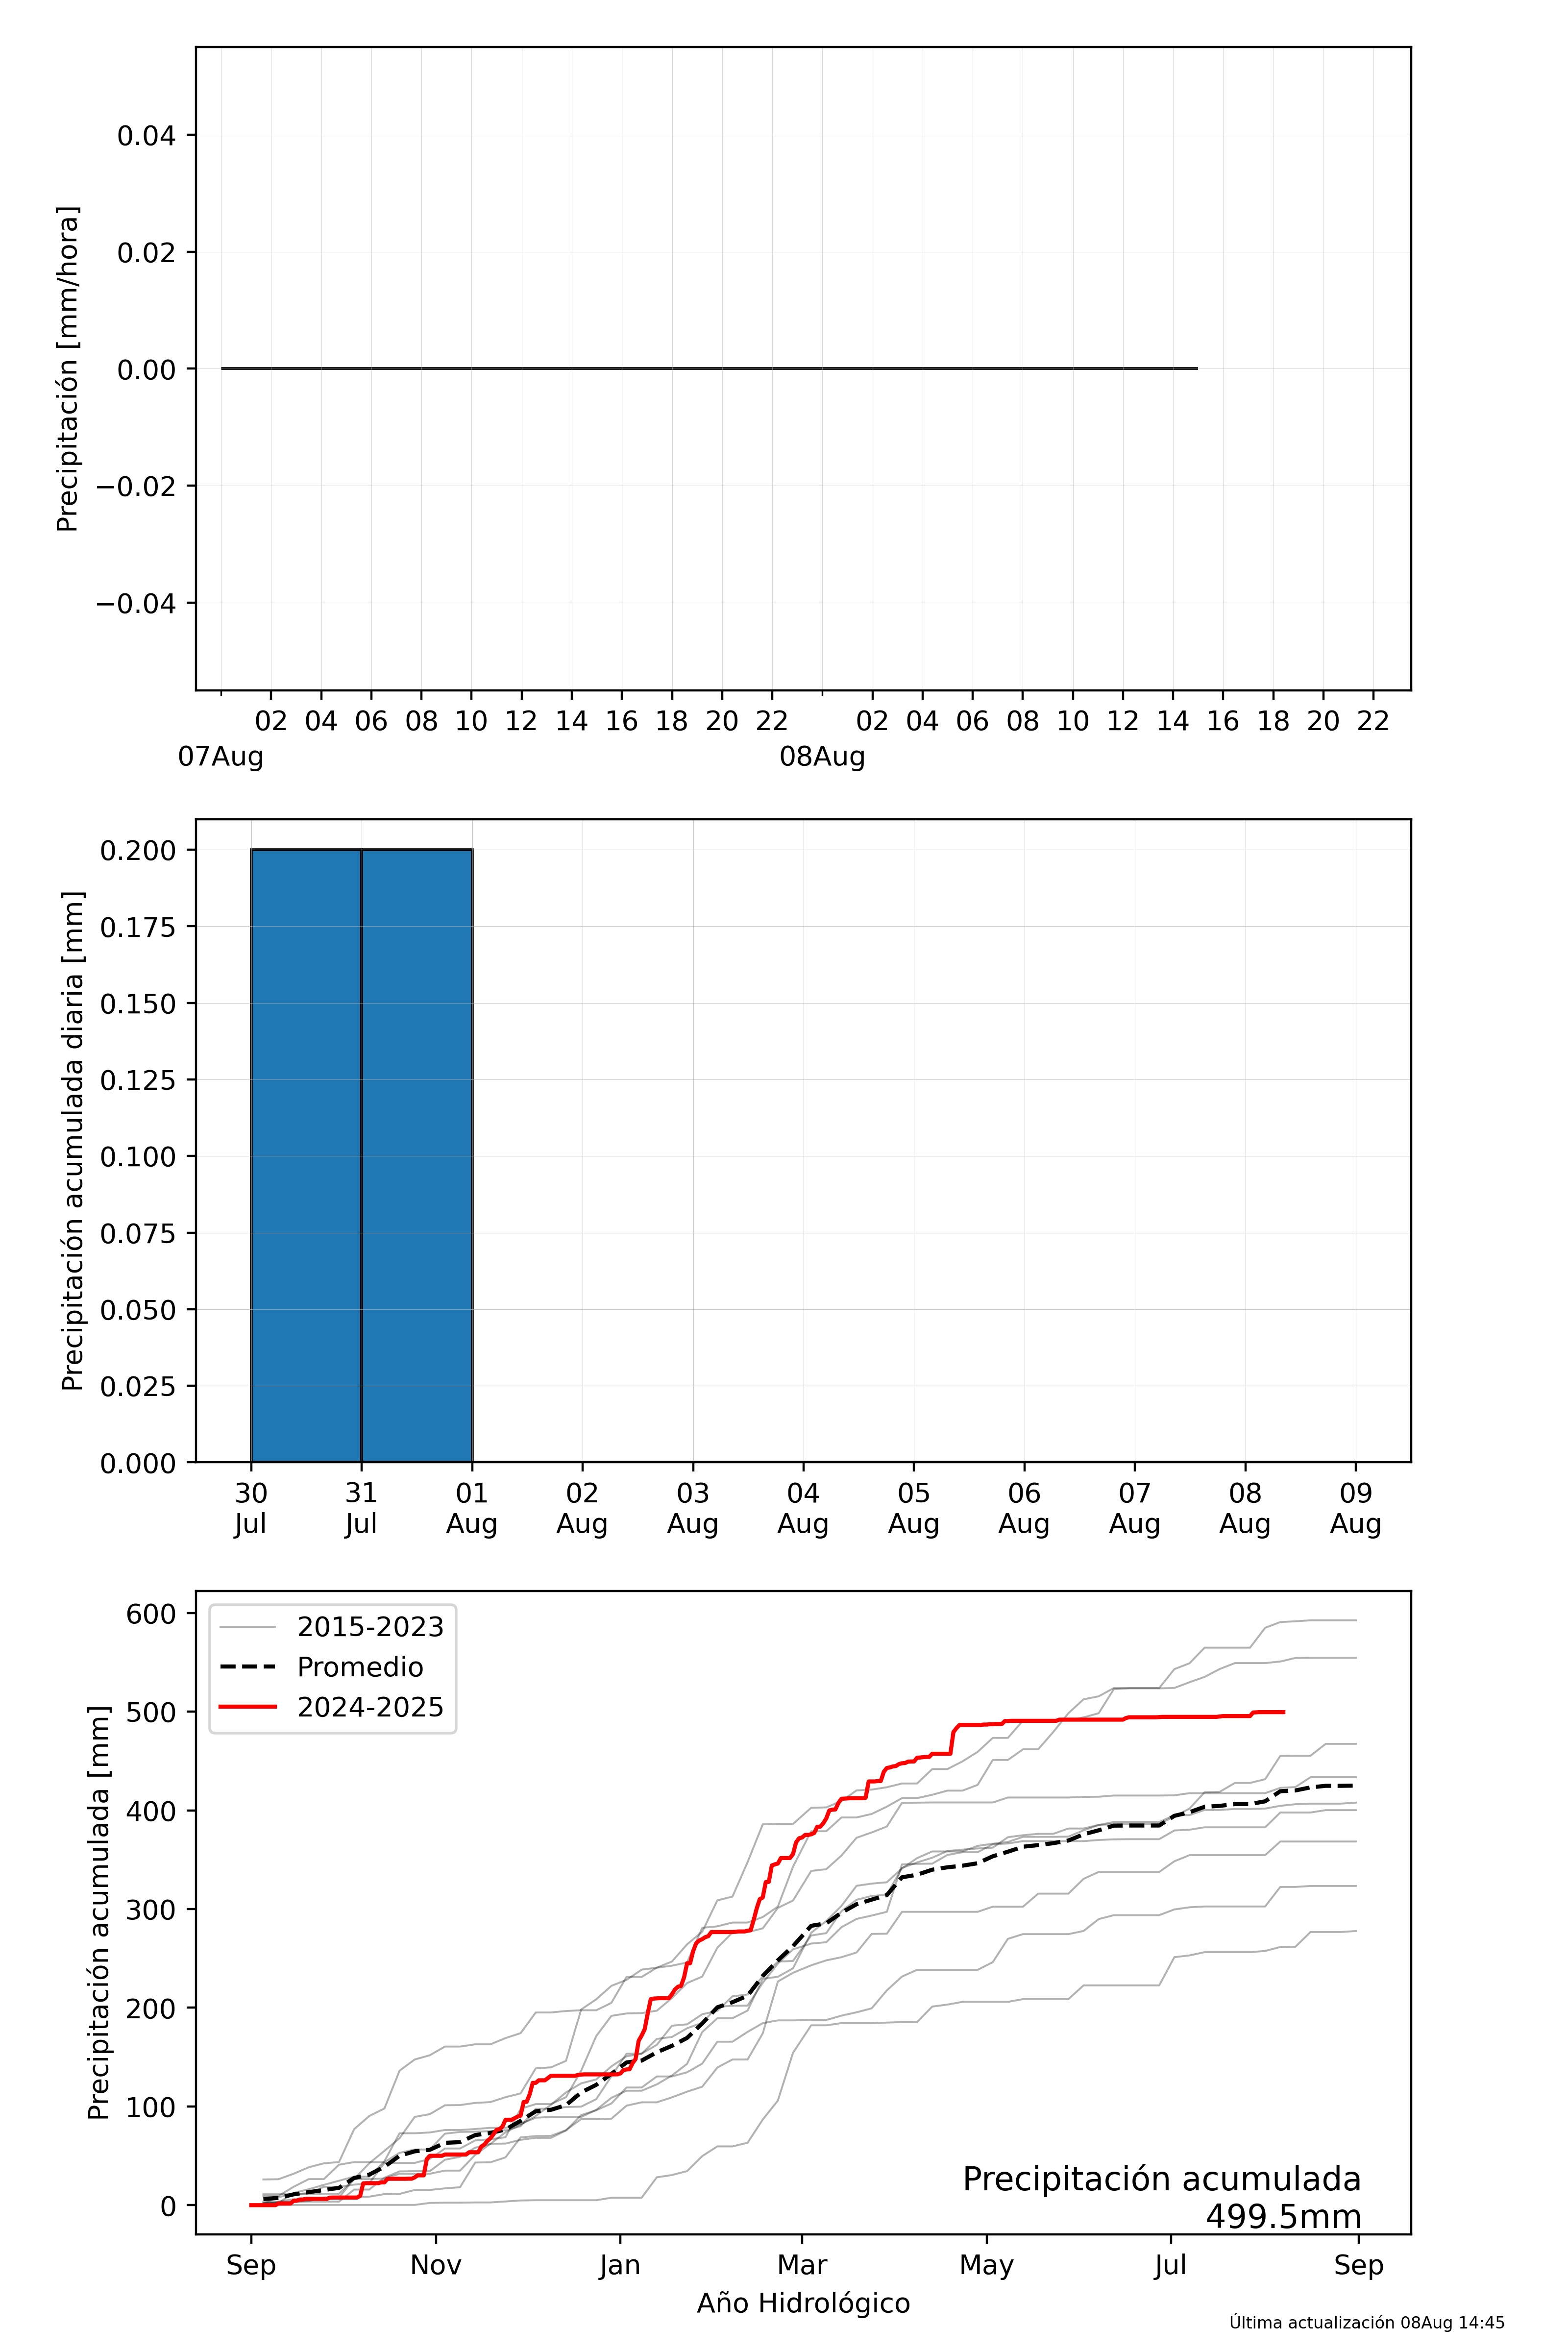 Precipitación [mm/hora]
0.04
0.02
0.00
−0.02
−0.04
02 04 06 08 10 12 14 16 18 20 22 02 04 06 08 10 12 14 16 18 20 22
07Aug 08Aug
Precipitación acumulada diaria [mm]
0.200
0.175
0.150
0.125
0.100
0.075
0.050
0.025
0.000
30 31 01 02 03 04 05 06 07 08 09
Jul Jul Aug Aug Aug Aug Aug Aug Aug Aug Aug
Precipitación acumulada [mm]
600
500
400
300
200
100
0
2015-2023
Promedio
2024-2025
Precipitación acumulada
499.5mm
Sep Nov Jan Mar May Jul Sep
Año Hidrológico
Última actualización 08Aug 14:45